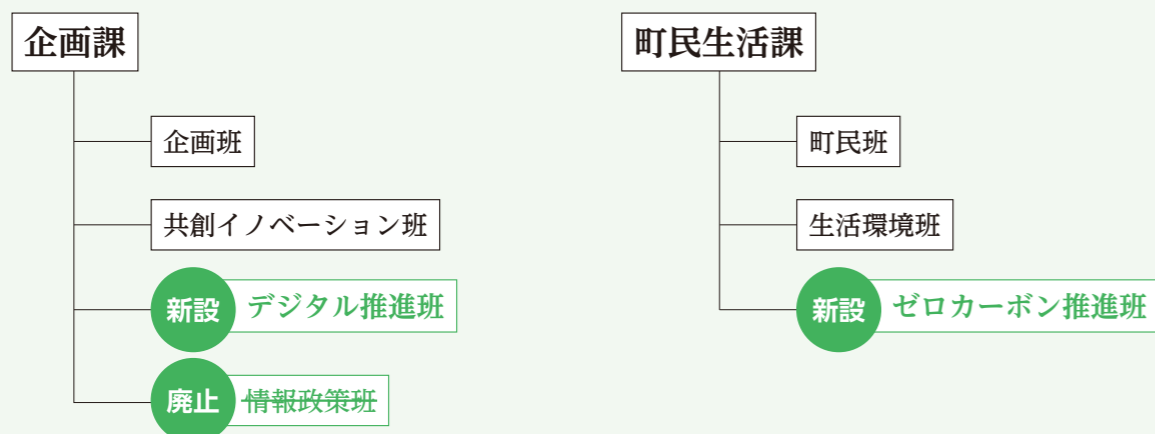 企画課
企画班
共創イノベーション班
新設 デジタル推進班
廃止 情報政策班
町民生活課
町民班
生活環境班
新設 ゼロカーボン推進班